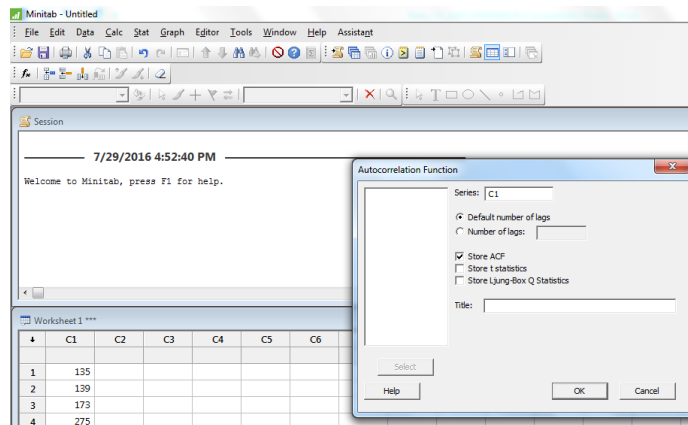 Minitab - Untitled
File Edit Data Calc Stat Graph Editor Tools Window Help Assistant
Session
7/29/2016 4:52:40 PM
Welcome to Minitab, press F1 for help.
Autocorrelation Function
Series: C1
Default number of lags
Number of lags:
Store ACF
Store t statistics
Store Ljung-Box Q Statistics
Title:
Select
Help OK Cancel
Worksheet 1 ***
C1 C2 C3 C4 C5 C6
1 135
2 139
3 173
4 275